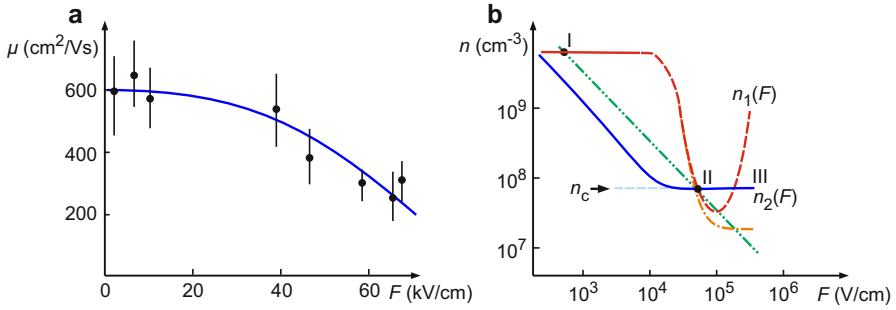 a
μ (cm²/Vs)
600
400
200
0
20
40
60
F (kV/cm)
b
n (cm⁻³)
10⁹
10⁸
10⁷
n_c
I
II
III
n₁(F)
n₂(F)
10³
10⁴
10⁵
10⁶
F (V/cm)